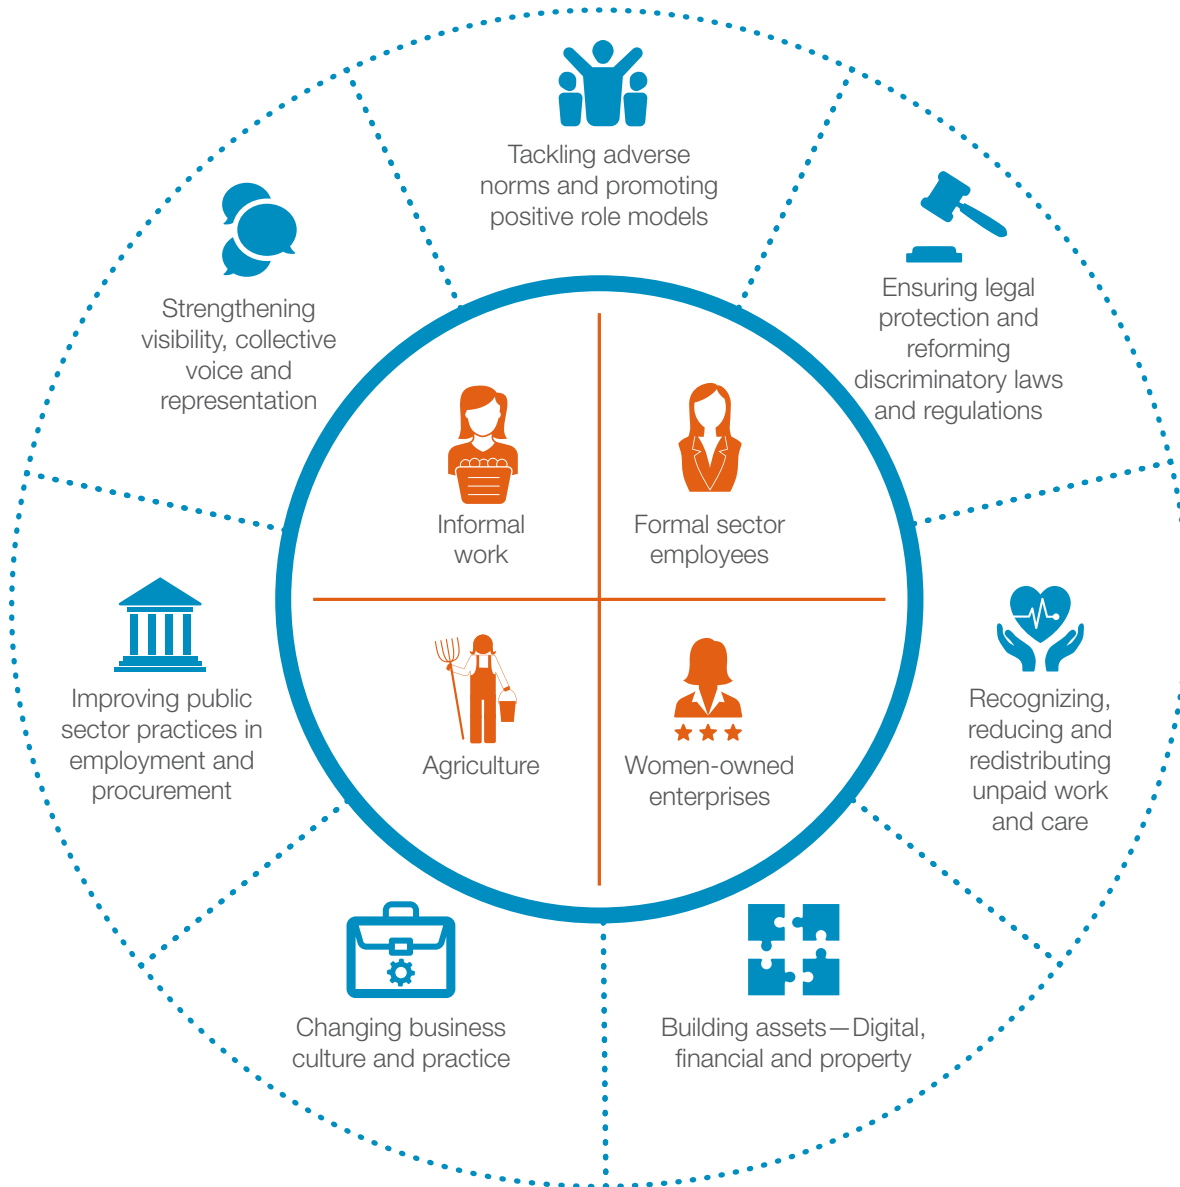 Tackling adverse
norms and promoting
positive role models
Ensuring legal
protection and
reforming
discriminatory laws
and regulations
Recognizing,
reducing and
redistributing
unpaid work
and care
Building assets—Digital,
financial and property
Changing business
culture and practice
Improving public
sector practices in
employment and
procurement
Strengthening
visibility, collective
voice and
representation
Informal
work
Formal sector
employees
Agriculture
Women-owned
enterprises